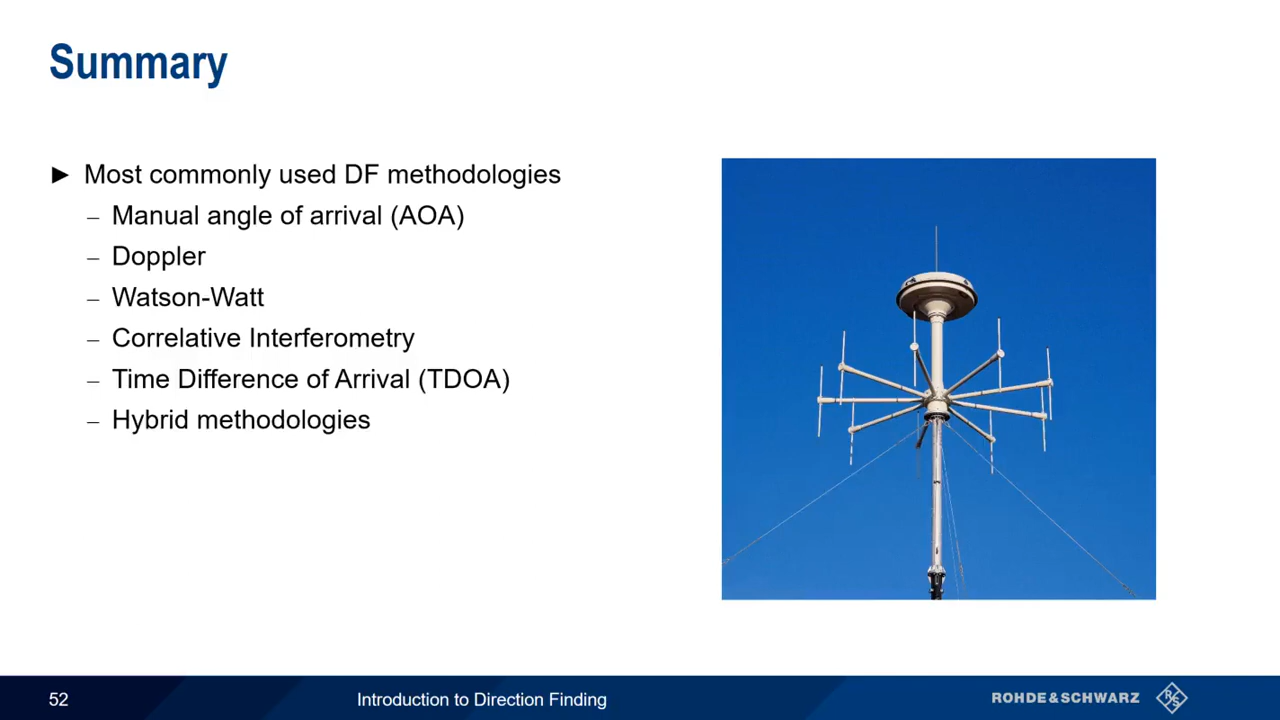 Summary
► Most commonly used DF methodologies
– Manual angle of arrival (AOA)
– Doppler
– Watson-Watt
– Correlative Interferometry
– Time Difference of Arrival (TDOA)
– Hybrid methodologies
52
Introduction to Direction Finding
ROHDE & SCHWARZ
R S